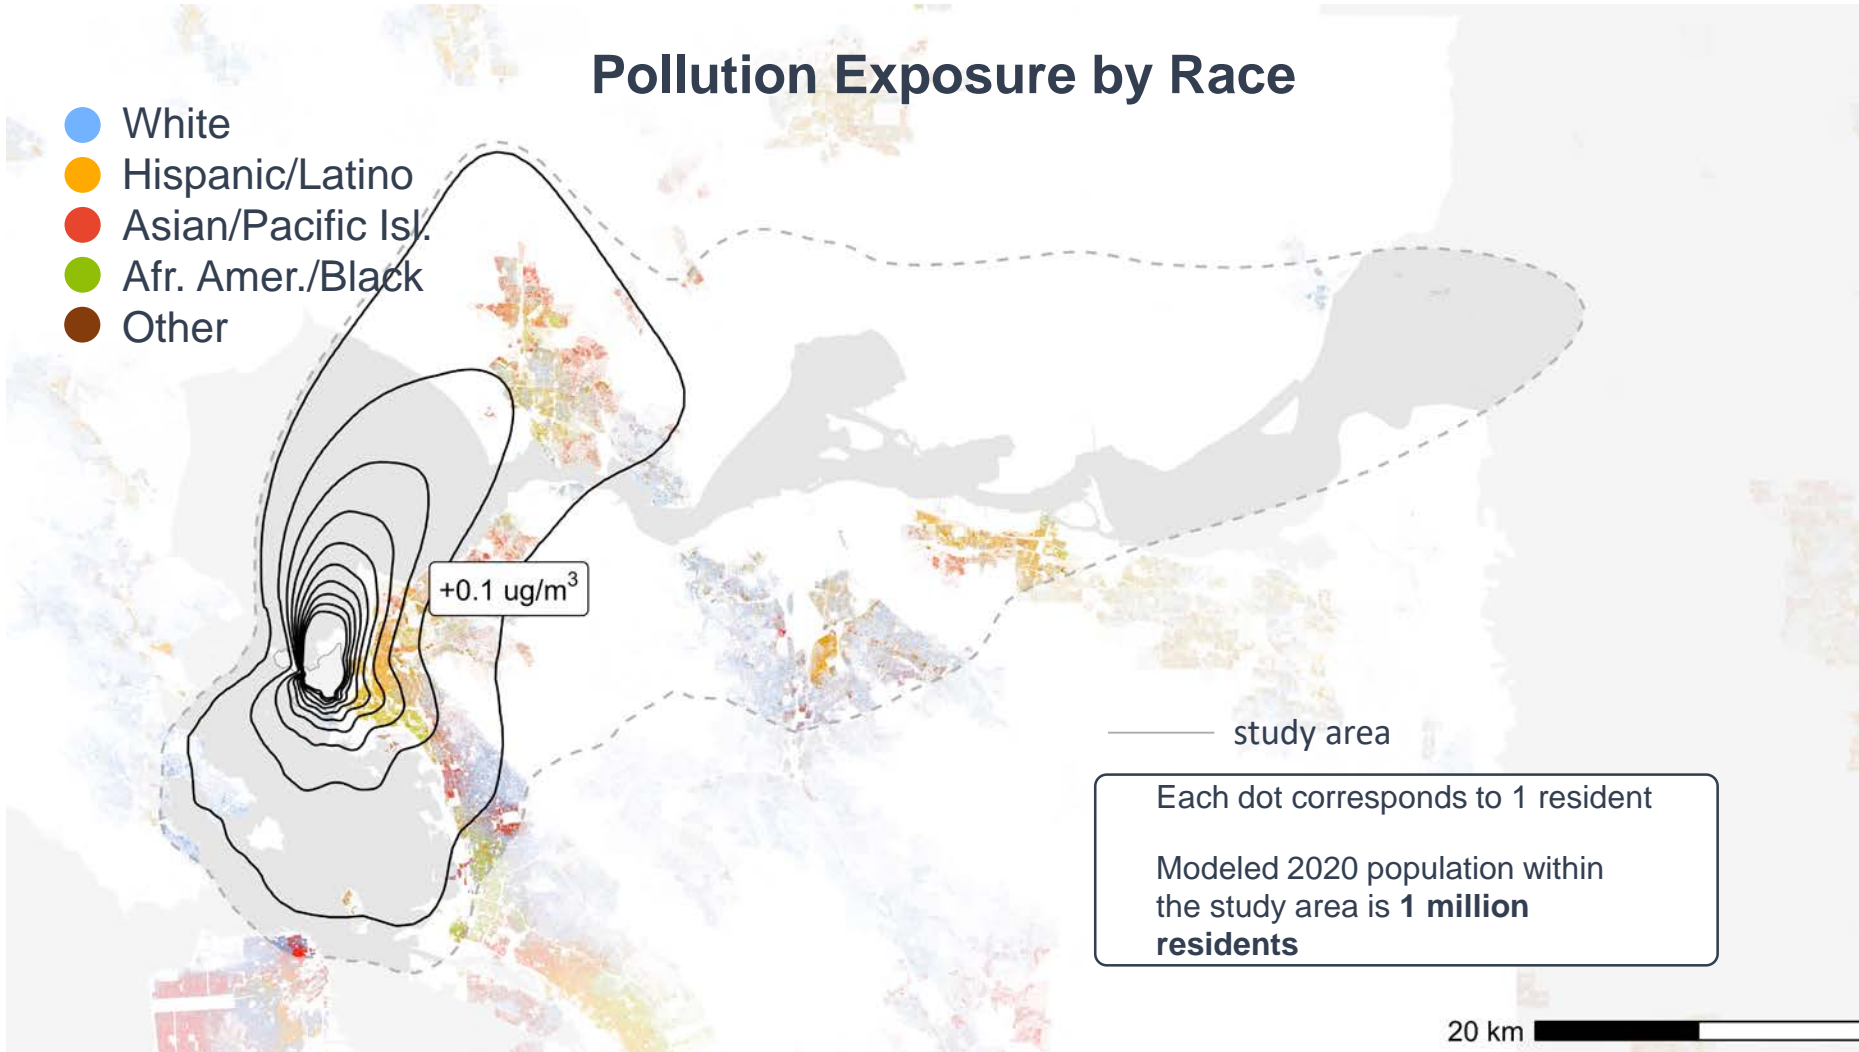 Pollution Exposure by Race
White
Hispanic/Latino
Asian/Pacific Isl.
Afr. Amer./Black
Other
+0.1 ug/m³
study area
Each dot corresponds to 1 resident
Modeled 2020 population within
the study area is 1 million
residents
20 km